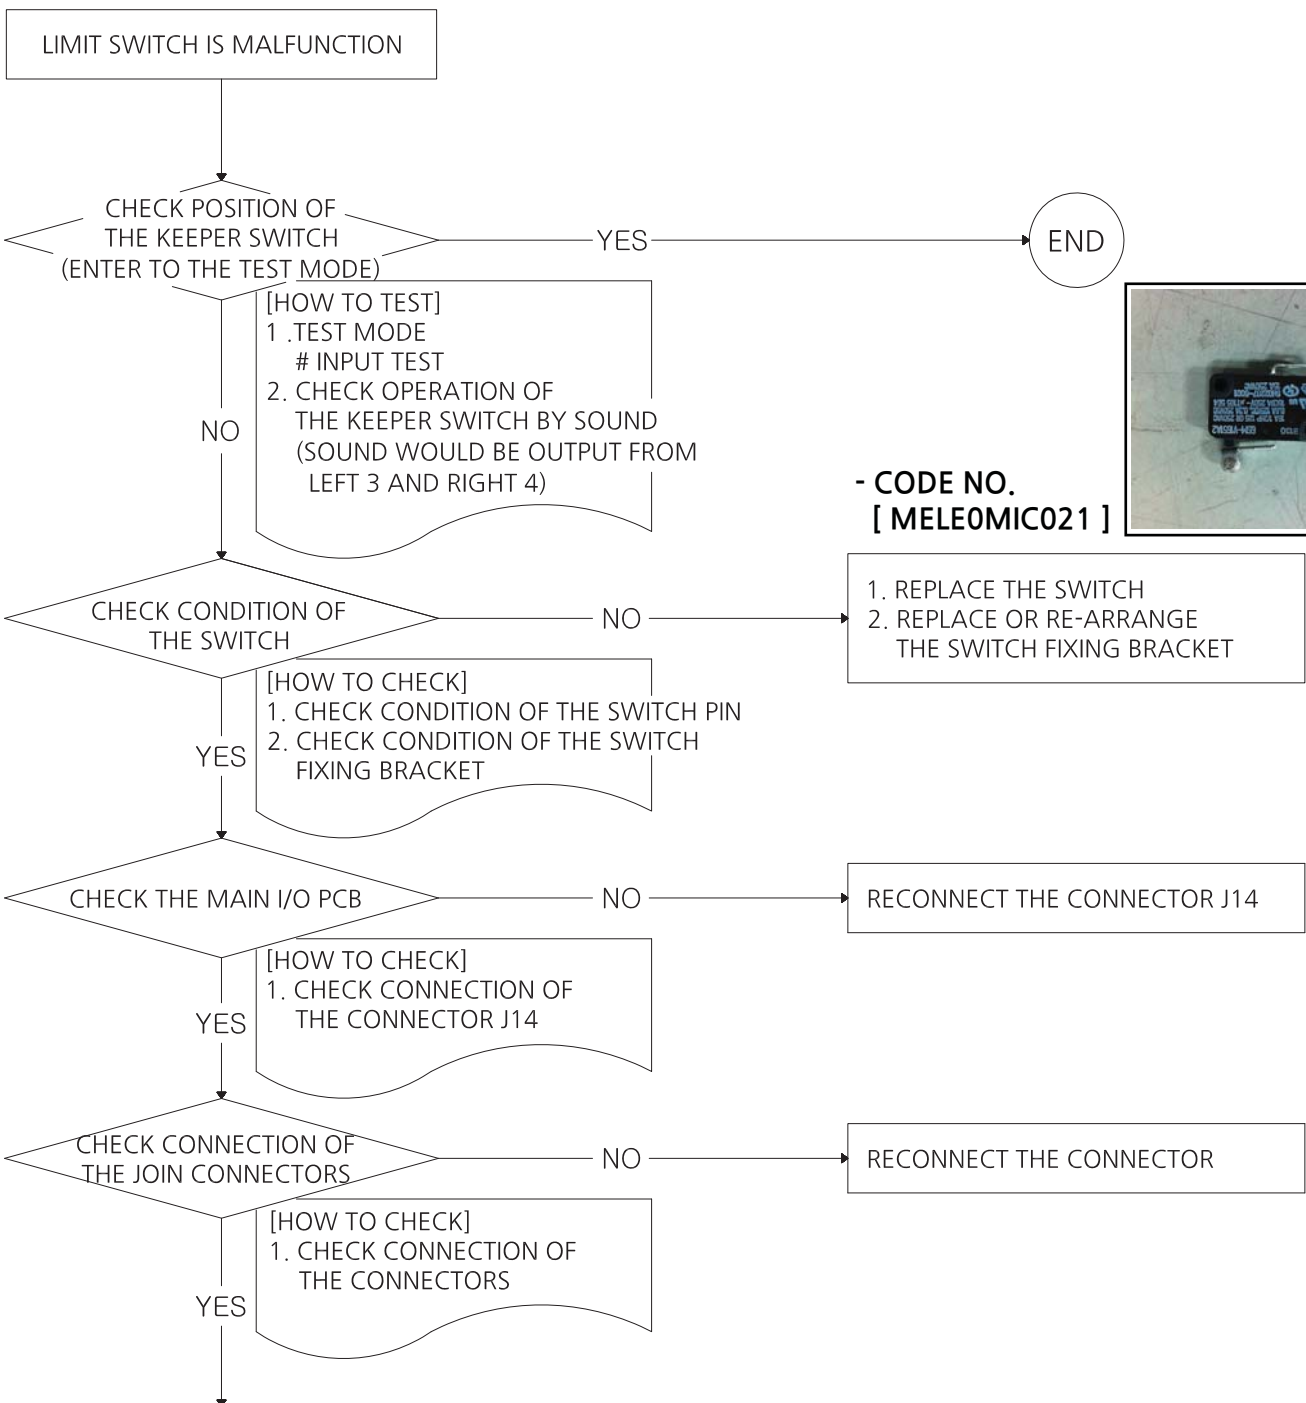 LIMIT SWITCH IS MALFUNCTION
CHECK POSITION OF
THE KEEPER SWITCH
(ENTER TO THE TEST MODE)
YES
END
[HOW TO TEST]
1 .TEST MODE
# INPUT TEST
2. CHECK OPERATION OF
THE KEEPER SWITCH BY SOUND
(SOUND WOULD BE OUTPUT FROM
LEFT 3 AND RIGHT 4)
NO
- CODE NO.
[ MELE0MIC021 ]
CHECK CONDITION OF
THE SWITCH
NO
1. REPLACE THE SWITCH
2. REPLACE OR RE-ARRANGE
THE SWITCH FIXING BRACKET
[HOW TO CHECK]
1. CHECK CONDITION OF THE SWITCH PIN
2. CHECK CONDITION OF THE SWITCH
FIXING BRACKET
YES
CHECK THE MAIN I/O PCB
NO
RECONNECT THE CONNECTOR J14
[HOW TO CHECK]
1. CHECK CONNECTION OF
THE CONNECTOR J14
YES
CHECK CONNECTION OF
THE JOIN CONNECTORS
NO
RECONNECT THE CONNECTOR
[HOW TO CHECK]
1. CHECK CONNECTION OF
THE CONNECTORS
YES